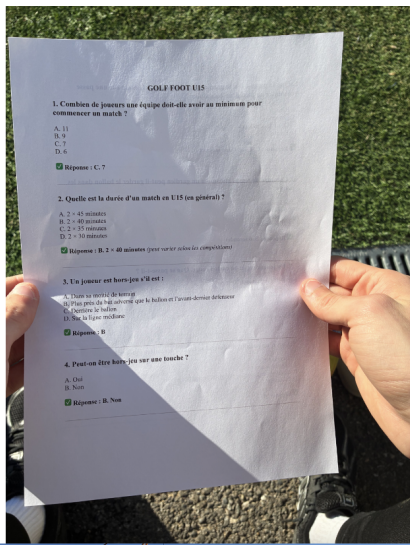 GOLF FOOT U15
1. Combien de joueurs une équipe doit-elle avoir au minimum pour
commencer un match ?
A. 11
B. 9
C. 7
D. 6
✅ Réponse : C. 7
2. Quelle est la durée d'un match en U15 (en général) ?
A. 2 × 45 minutes
B. 2 × 40 minutes
C. 2 × 35 minutes
D. 2 × 30 minutes
✅ Réponse : B. 2 × 40 minutes (peut varier selon les compétitions)
3. Un joueur est hors-jeu s'il est :
A. Dans sa moitié de terrain
B. Plus près du but adverse que le ballon et l'avant-dernier défenseur
C. Derrière le ballon
D. Sur la ligne médiane
✅ Réponse : B
4. Peut-on être hors-jeu sur une touche ?
A. Oui
B. Non
✅ Réponse : B. Non